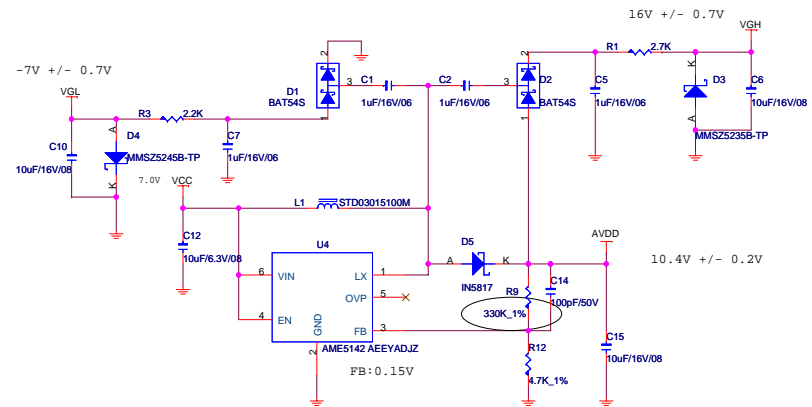 16V +/- 0.7V
VGH
R1
2.7K
2
D1
BAT54S
3
1
C1
1uF/16V/06
C2
1uF/16V/06
2
3
D2
BAT54S
1
C5
1uF/16V/06
K
D3
A
MMSZ5235B-TP
C6
10uF/16V/08
-7V +/- 0.7V
VGL
R3
2.2K
A
D4
MMSZ5245B-TP
K
C10
10uF/16V/08
C7
1uF/16V/06
7.0V
VCC
L1
STD03015100M
C12
10uF/6.3V/08
U4
6
VIN
LX
1
OVP
5
4
EN
GND
FB
3
2
AME5142 AEEYADJZ
FB:0.15V
D5
A
K
IN5817
AVDD
10.4V +/- 0.2V
C14
100pF/50V
R9
330K_1%
R12
4.7K_1%
C15
10uF/16V/08